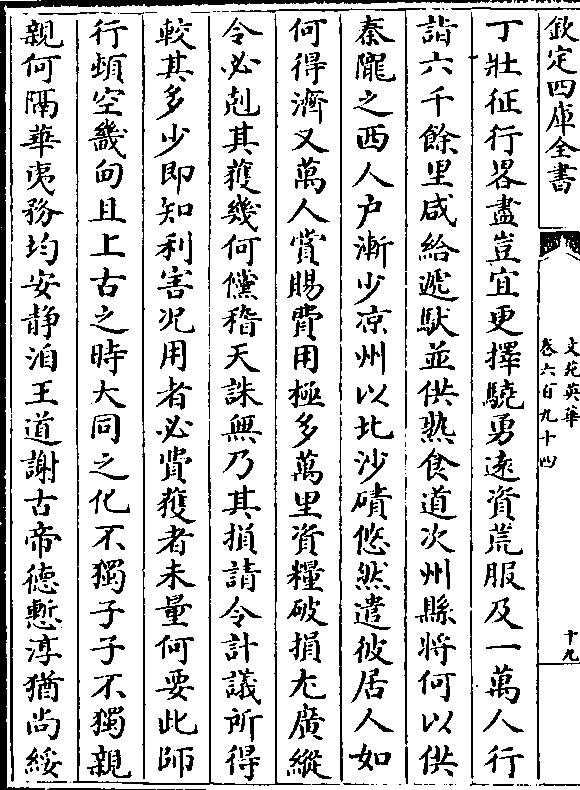 欽定四庫全書
文苑英華
卷六百九十四
十九
丁壯征行畧盡豈宜更擇驍勇遠資荒服及一萬人行
詣六千餘里咸給遞馱並供熟食道次州縣將何以供
秦隴之西人户漸少凉州以北沙磧悠然遣彼居人如
何得濟又萬人賞賜費用極多萬里資糧破損尤廣縱
令必剋其獲幾何儻稽天誅無乃其損請令計議所得
較其多少即知利害况用者必賞獲者未量何要此師
行頓空畿甸且上古之時大同之化不獨子子不獨親
親何隔華夷務均安静洎王道謝古帝德慙淳猶尚綏